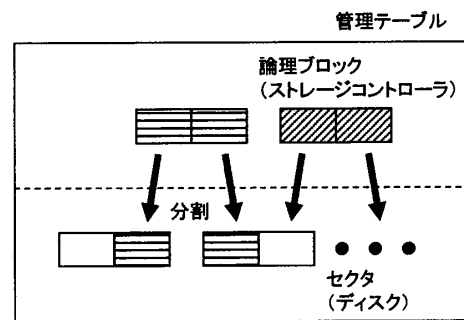 管理テーブル
論理ブロック
(ストレージコントローラ)
分割
セクタ
(ディスク)